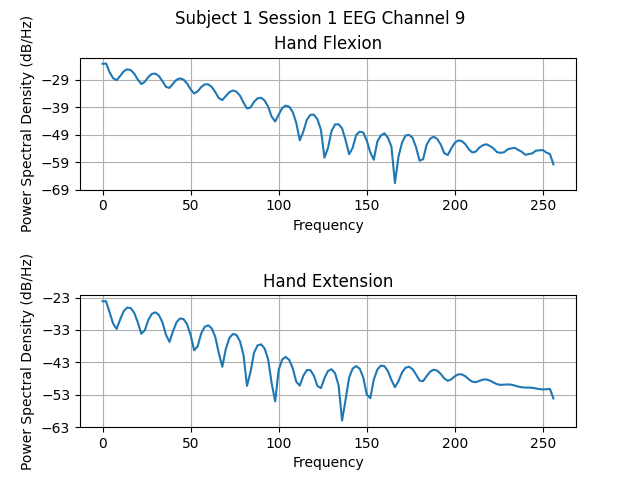 Subject 1 Session 1 EEG Channel 9
Hand Flexion
Power Spectral Density (dB/Hz)
−29
−39
−49
−59
−69
0 50 100 150 200 250
Frequency
Hand Extension
Power Spectral Density (dB/Hz)
−23
−33
−43
−53
−63
0 50 100 150 200 250
Frequency